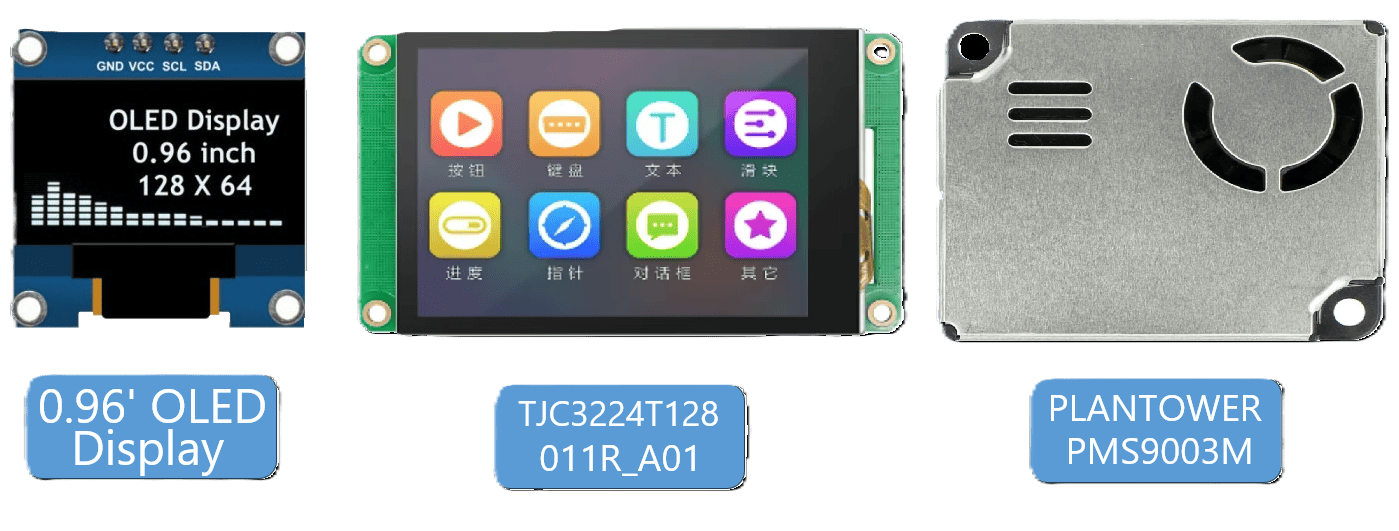 GND VCC SCL SDA
OLED Display
0.96 inch
128 X 64
0.96' OLED
Display
按钮 键盘 文本 滑块
进度 指针 对话框 其它
TJC3224T128
011R_A01
PLANTOWER
PMS9003M